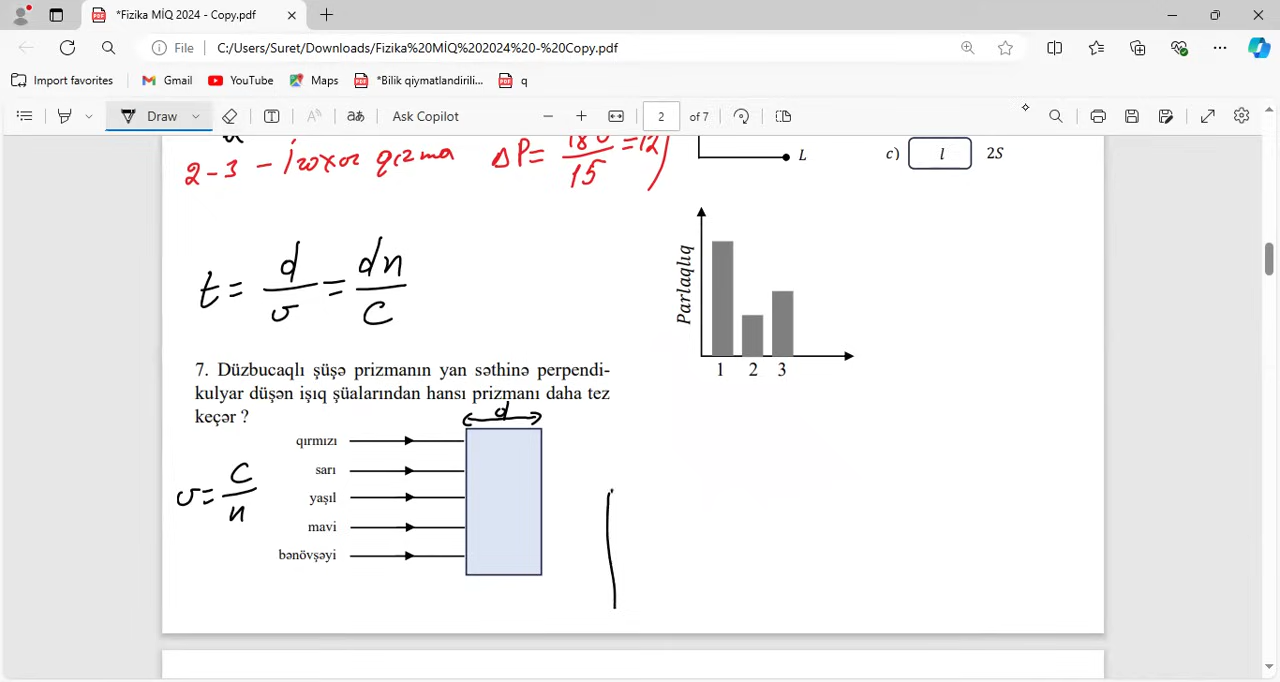 *Fizika MİQ 2024 - Copy.pdf
File
C:/Users/Suret/Downloads/Fizika%20MİQ%202024%20-%20Copy.pdf
Import favorites
Gmail
YouTube
Maps
*Bilik qiymatlandirili...
q
Draw
Ask Copilot
2 of 7
2-3 - İzoxor qızma ΔP= 180/15 =12
L
c) l 2S
t= d/υ = dn/c
Parlaqlıq
1 2 3
7. Düzbucaqlı şüşə prizmanın yan səthinə perpendi-
kulyar düşən işıq şüalarından hansı prizmanı daha tez
keçər ?
d
qırmızı
sarı
yaşıl
mavi
bənövşəyi
υ= c/n